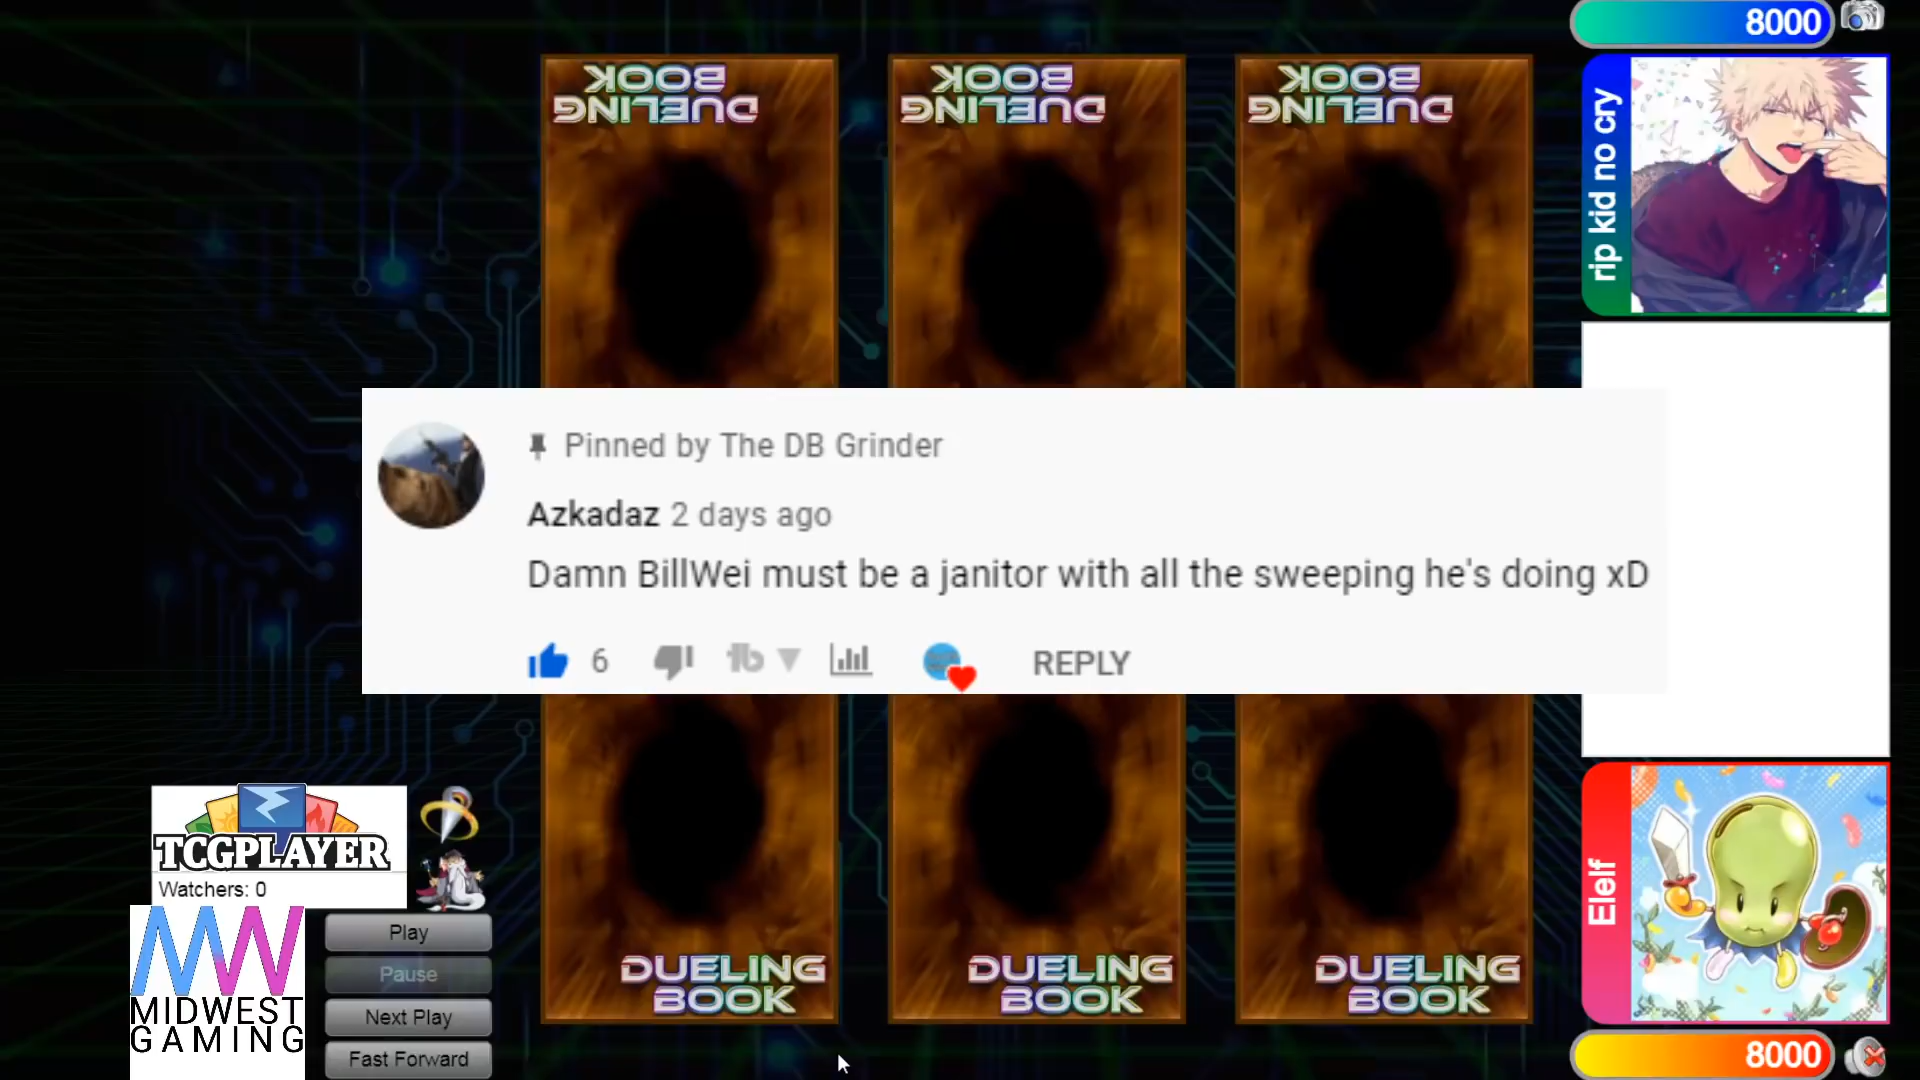 8000
DUELING
BOOK
DUELING
BOOK
DUELING
BOOK
rip kid no cry
Pinned by The DB Grinder
Azkadaz 2 days ago
Damn BillWei must be a janitor with all the sweeping he's doing xD
6
REPLY
TCGPLAYER
Watchers: 0
MIDWEST
GAMING
Play
Pause
Next Play
Fast Forward
DUELING
BOOK
DUELING
BOOK
DUELING
BOOK
Elelf
8000